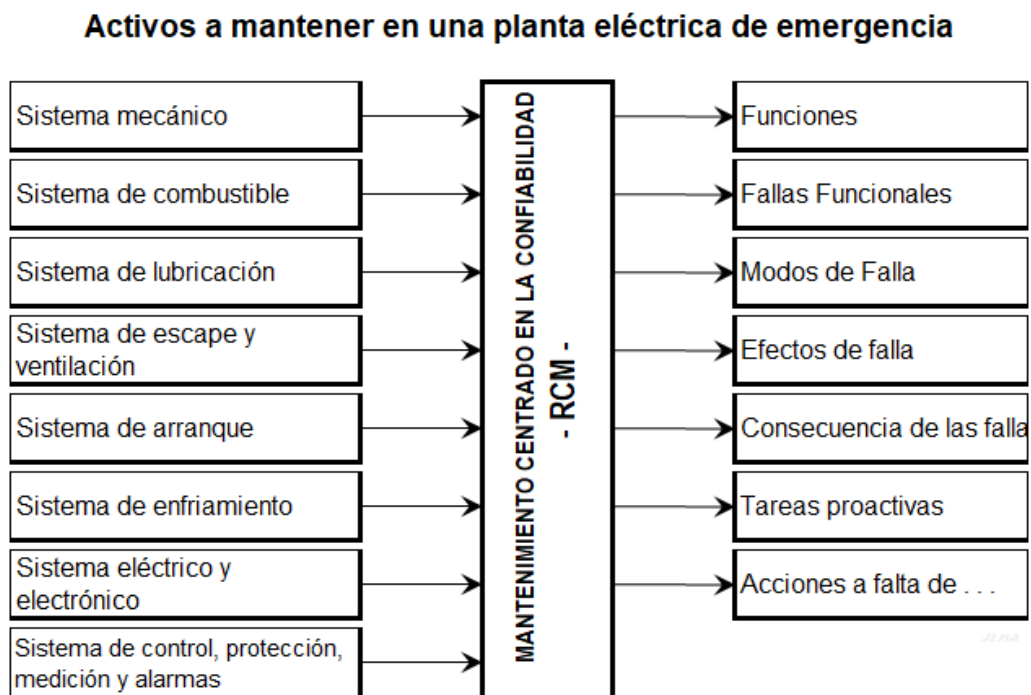 Activos a mantener en una planta eléctrica de emergencia
Sistema mecánico
Sistema de combustible
Sistema de lubricación
Sistema de escape y
ventilación
Sistema de arranque
Sistema de enfriamiento
Sistema eléctrico y
electrónico
Sistema de control, protección,
medición y alarmas
MANTENIMIENTO CENTRADO EN LA CONFIABILIDAD
- RCM -
Funciones
Fallas Funcionales
Modos de Falla
Efectos de falla
Consecuencia de las falla
Tareas proactivas
Acciones a falta de . . .